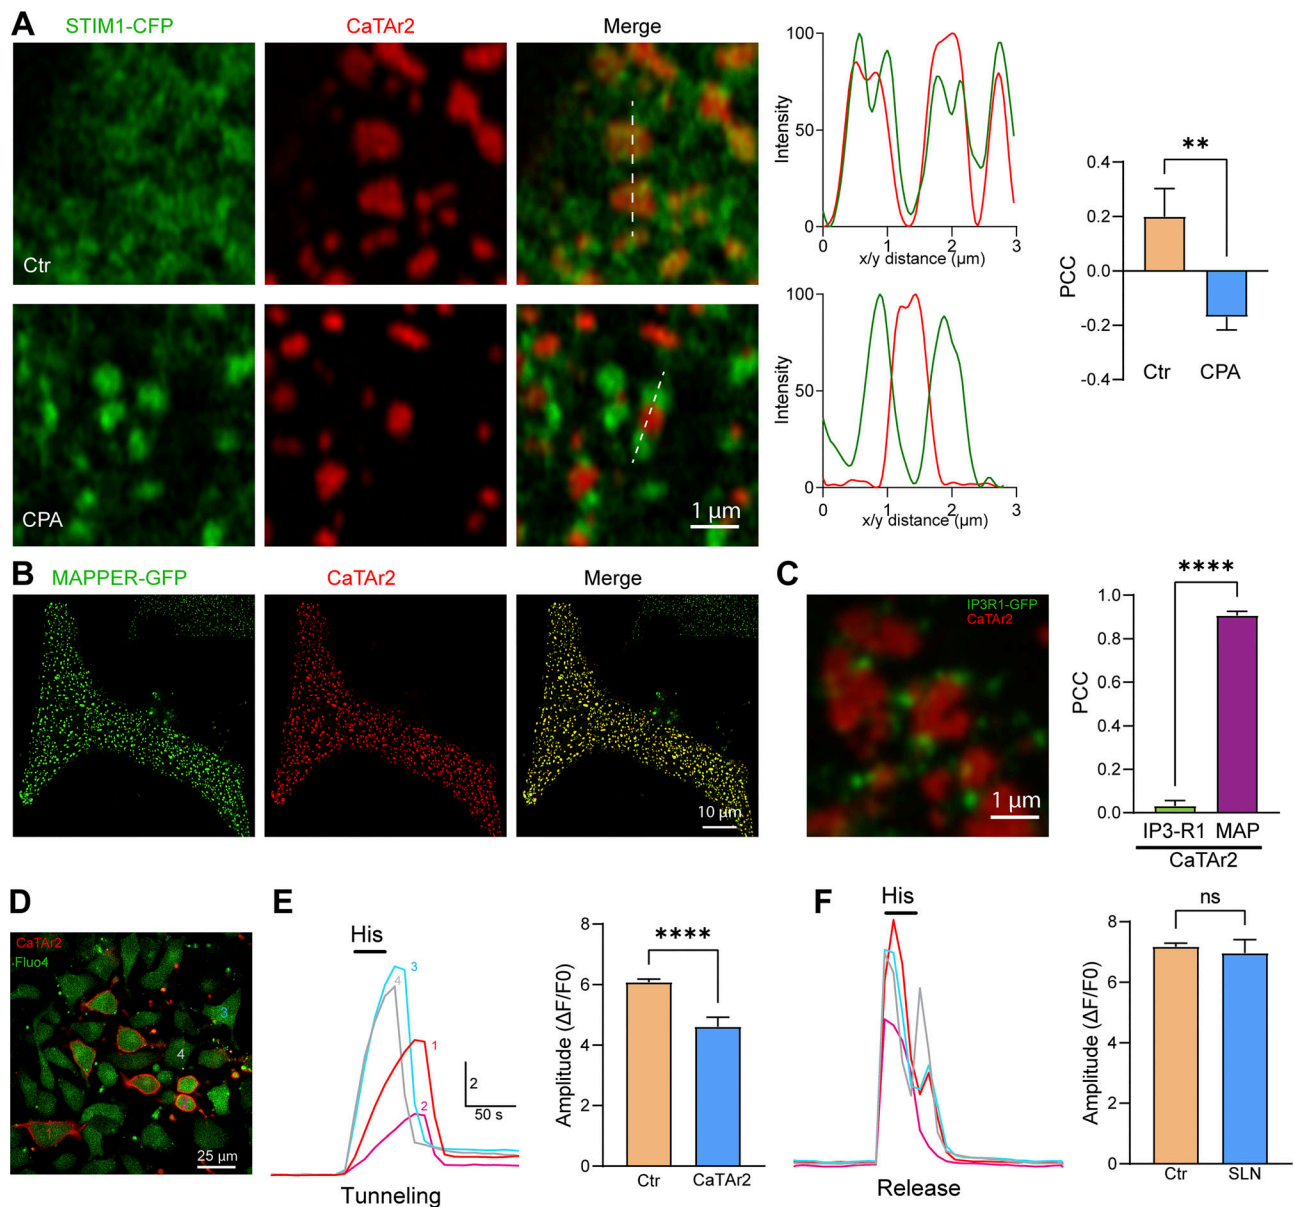 A
STIM1-CFP
CaTAr2
Merge
Ctr
CPA
1 µm
100
50
0
Intensity
0 1 2 3
x/y distance (µm)
100
50
0
Intensity
0 1 2 3
x/y distance (µm)
**
0.4
0.2
0.0
-0.2
-0.4
PCC
Ctr CPA
B
MAPPER-GFP
CaTAr2
Merge
10 µm
C
IP3R1-GFP
CaTAr2
1 µm
****
1.0
0.8
0.6
0.4
0.2
0.0
PCC
IP3-R1 MAP
CaTAr2
D
CaTAr2
Fluo4
3
4
1
25 µm
E
His
3
4
1
2
2
50 s
Tunneling
****
8
6
4
2
0
Amplitude (ΔF/F0)
Ctr CaTAr2
F
His
Release
ns
8
6
4
2
0
Amplitude (ΔF/F0)
Ctr SLN